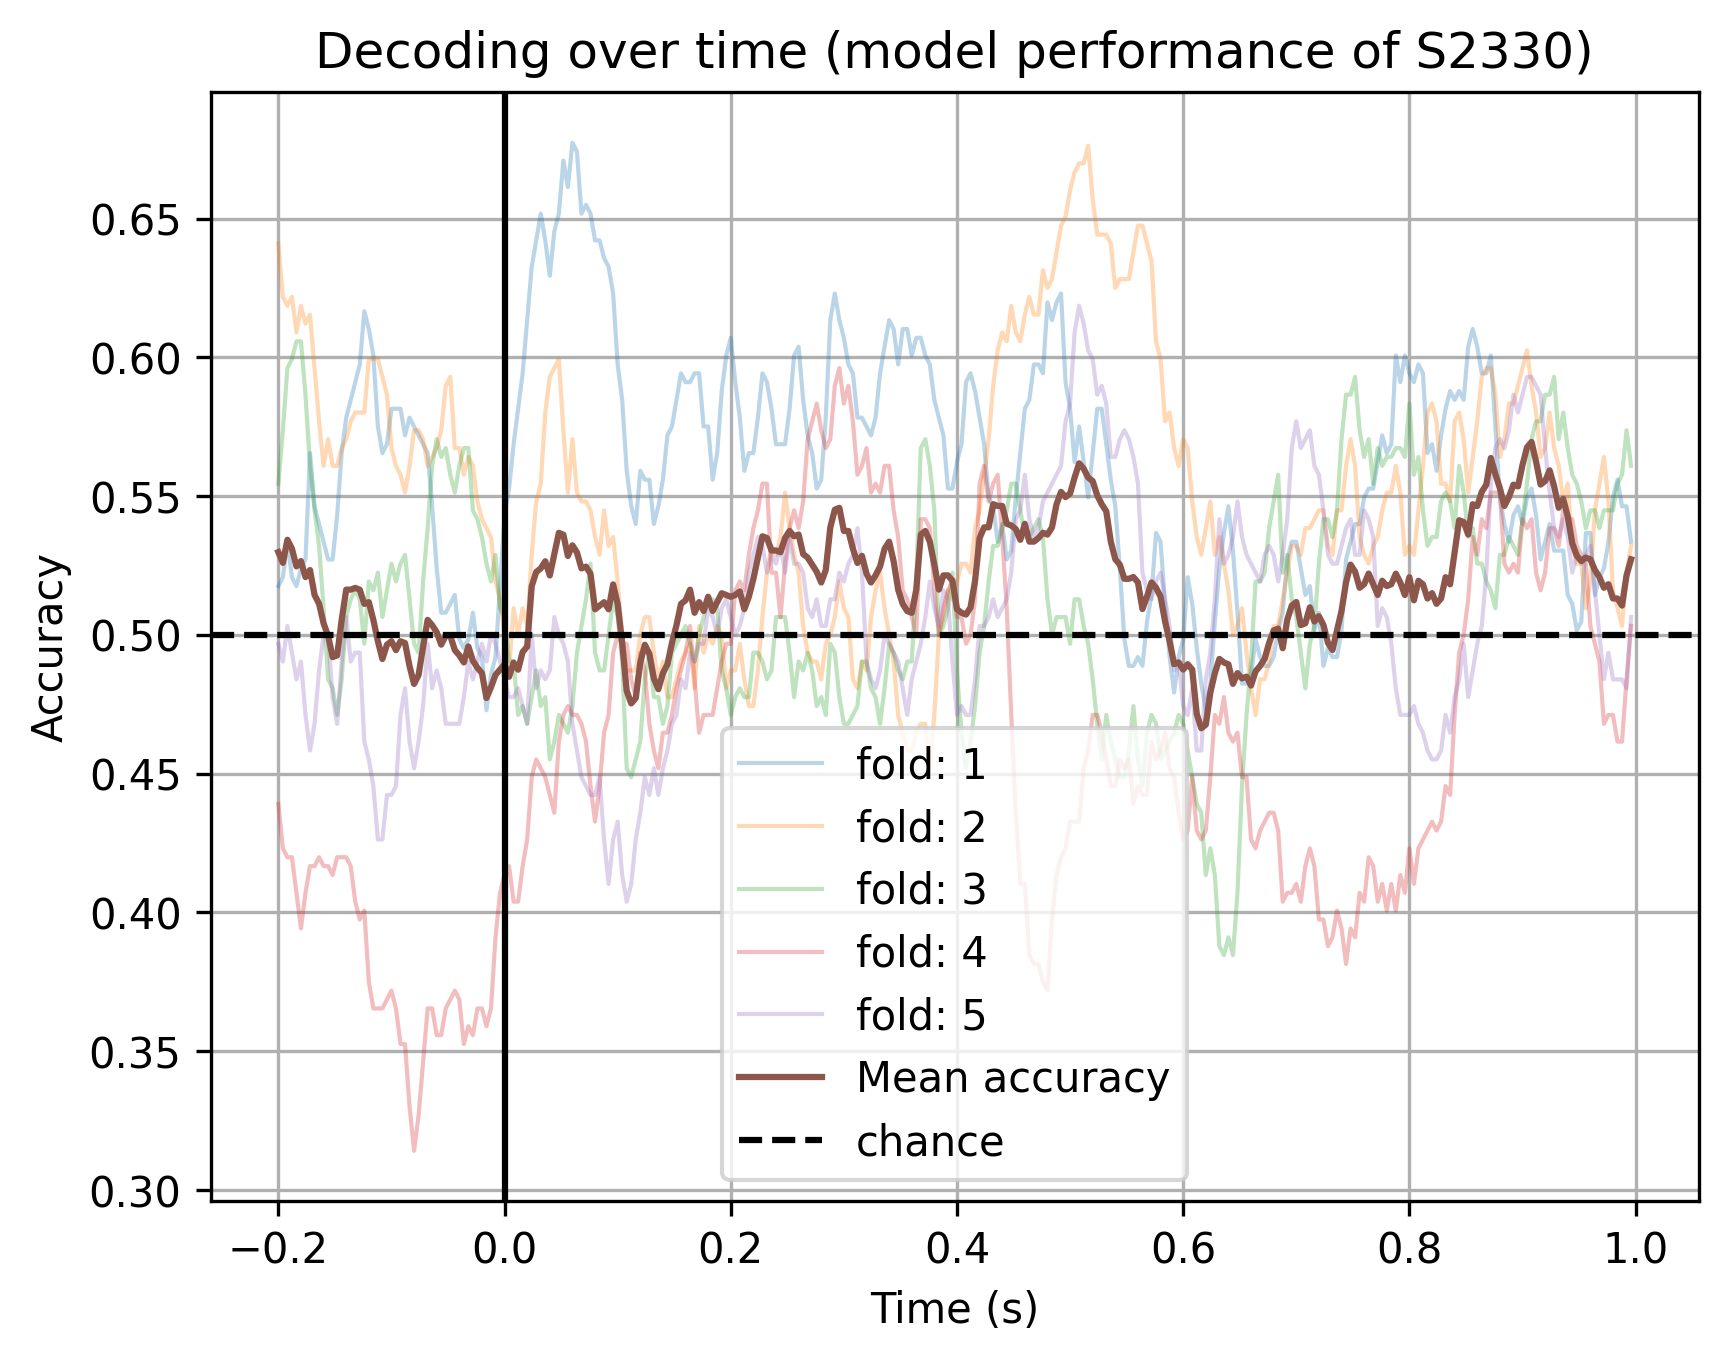 Decoding over time (model performance of S2330)
Accuracy
0.65
0.60
0.55
0.50
0.45
0.40
0.35
0.30
fold: 1
fold: 2
fold: 3
fold: 4
fold: 5
Mean accuracy
chance
−0.2
0.0
0.2
0.4
0.6
0.8
1.0
Time (s)